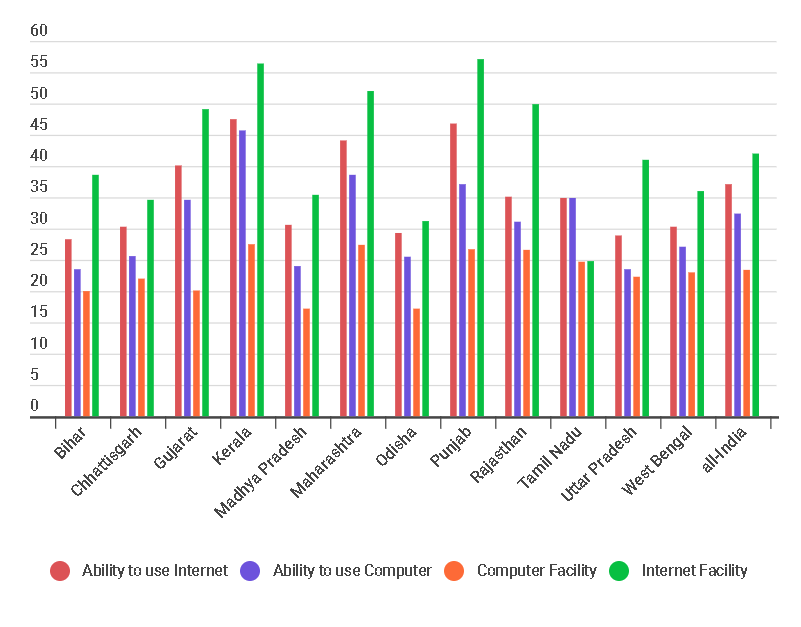 60
55
50
45
40
35
30
25
20
15
10
5
0
Bihar
Chhattisgarh
Gujarat
Kerala
Madhya Pradesh
Maharashtra
Odisha
Punjab
Rajasthan
Tamil Nadu
Uttar Pradesh
West Bengal
all-India
Ability to use Internet Ability to use Computer Computer Facility Internet Facility